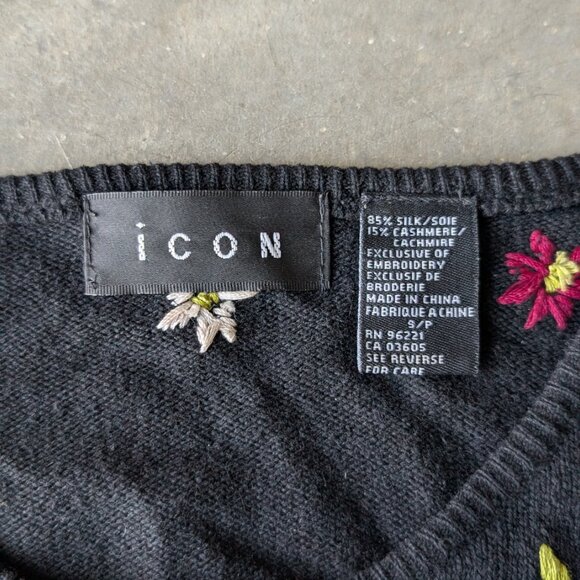 iCON
85% SILK/SOIE
15% CASHMERE/
CACHMIRE
EXCLUSIVE OF
EMBROIDERY
EXCLUSIF DE
BRODERIE
MADE IN CHINA
FABRIQUE A CHINE
S/P
RN 96221
CA 03605
SEE REVERSE
FOR CARE